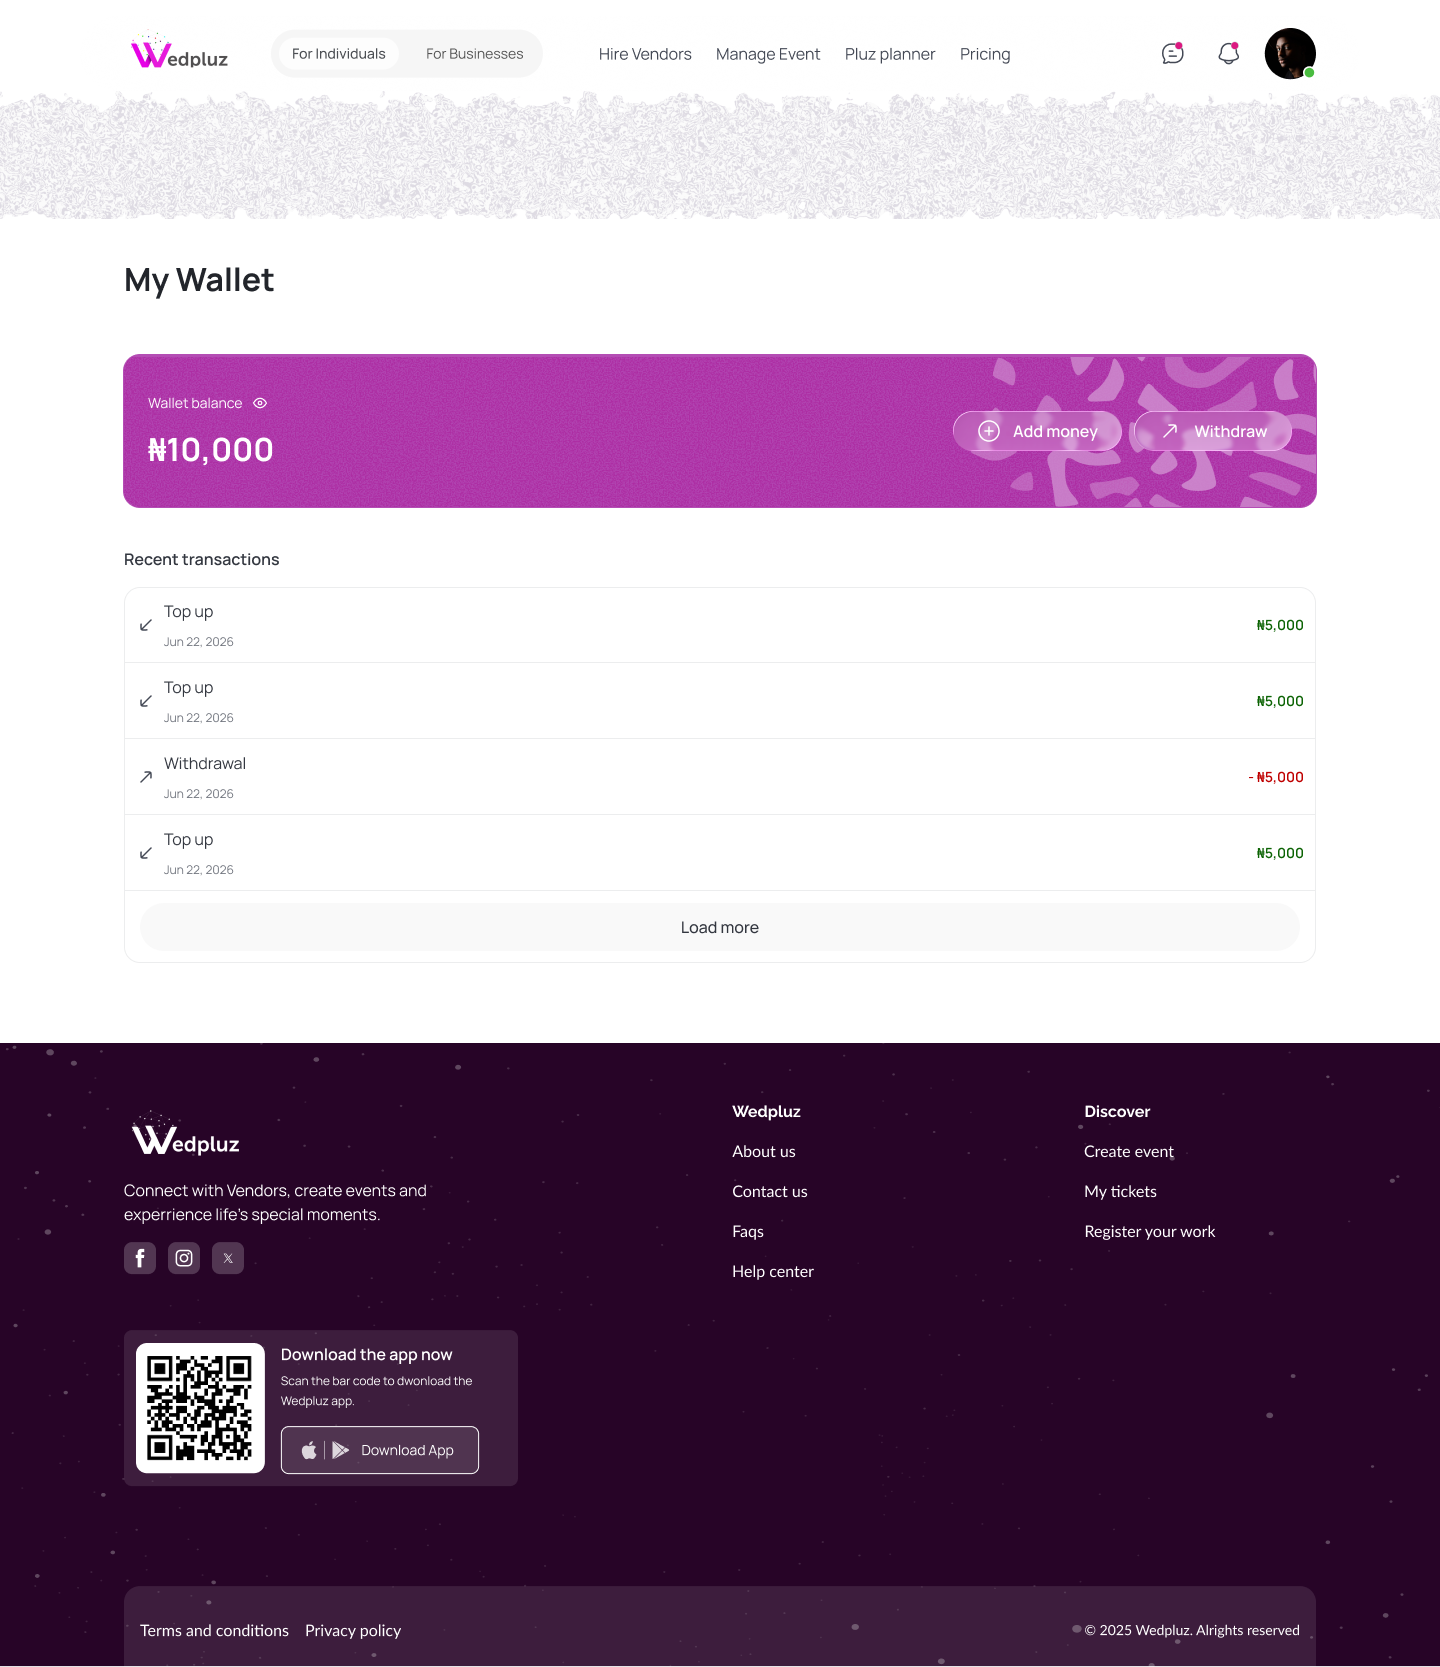 Wedpluz
For Individuals
For Businesses
Hire Vendors
Manage Event
Pluz planner
Pricing
My Wallet
Wallet balance
₦10,000
Add money
Withdraw
Recent transactions
Top up
Jun 22, 2026
₦5,000
Top up
Jun 22, 2026
₦5,000
Withdrawal
Jun 22, 2026
- ₦5,000
Top up
Jun 22, 2026
₦5,000
Load more
Wedpluz
Connect with Vendors, create events and
experrience life's special moments.
Wedpluz
About us
Contact us
Faqs
Help center
Discover
Create event
My tickets
Register your work
Download the app now
Scan the bar code to dwonload the
Wedpluz app.
Download App
Terms and conditions
Privacy policy
© 2025 Wedpluz. Alrights reserved